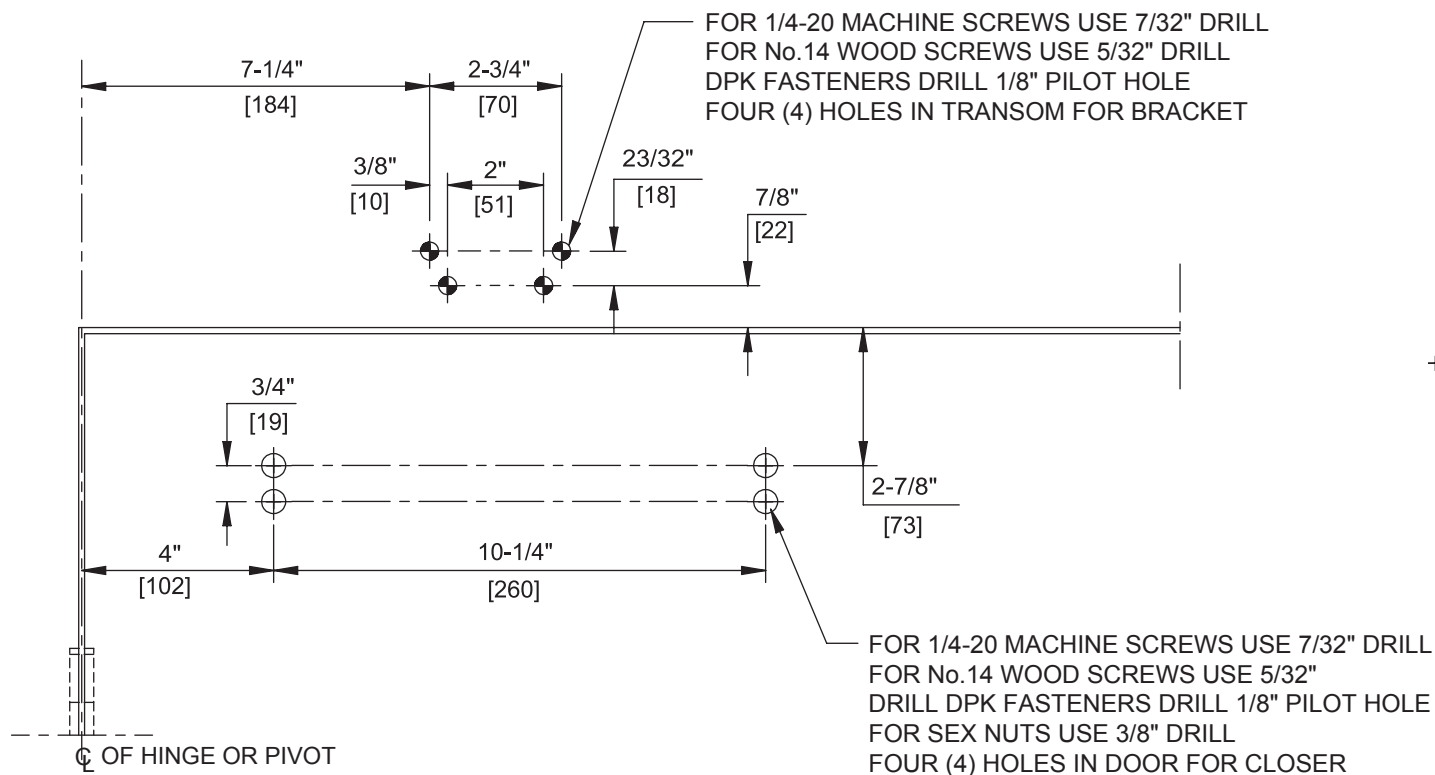 FOR 1/4-20 MACHINE SCREWS USE 7/32" DRILL
FOR No.14 WOOD SCREWS USE 5/32" DRILL
DPK FASTENERS DRILL 1/8" PILOT HOLE
FOUR (4) HOLES IN TRANSOM FOR BRACKET
7-1/4"
[184]
2-3/4"
[70]
3/8"
[10]
2"
[51]
23/32"
[18]
7/8"
[22]
3/4"
[19]
2-7/8"
[73]
4"
[102]
10-1/4"
[260]
FOR 1/4-20 MACHINE SCREWS USE 7/32" DRILL
FOR No.14 WOOD SCREWS USE 5/32"
DRILL DPK FASTENERS DRILL 1/8" PILOT HOLE
FOR SEX NUTS USE 3/8" DRILL
FOUR (4) HOLES IN DOOR FOR CLOSER
℄ OF HINGE OR PIVOT